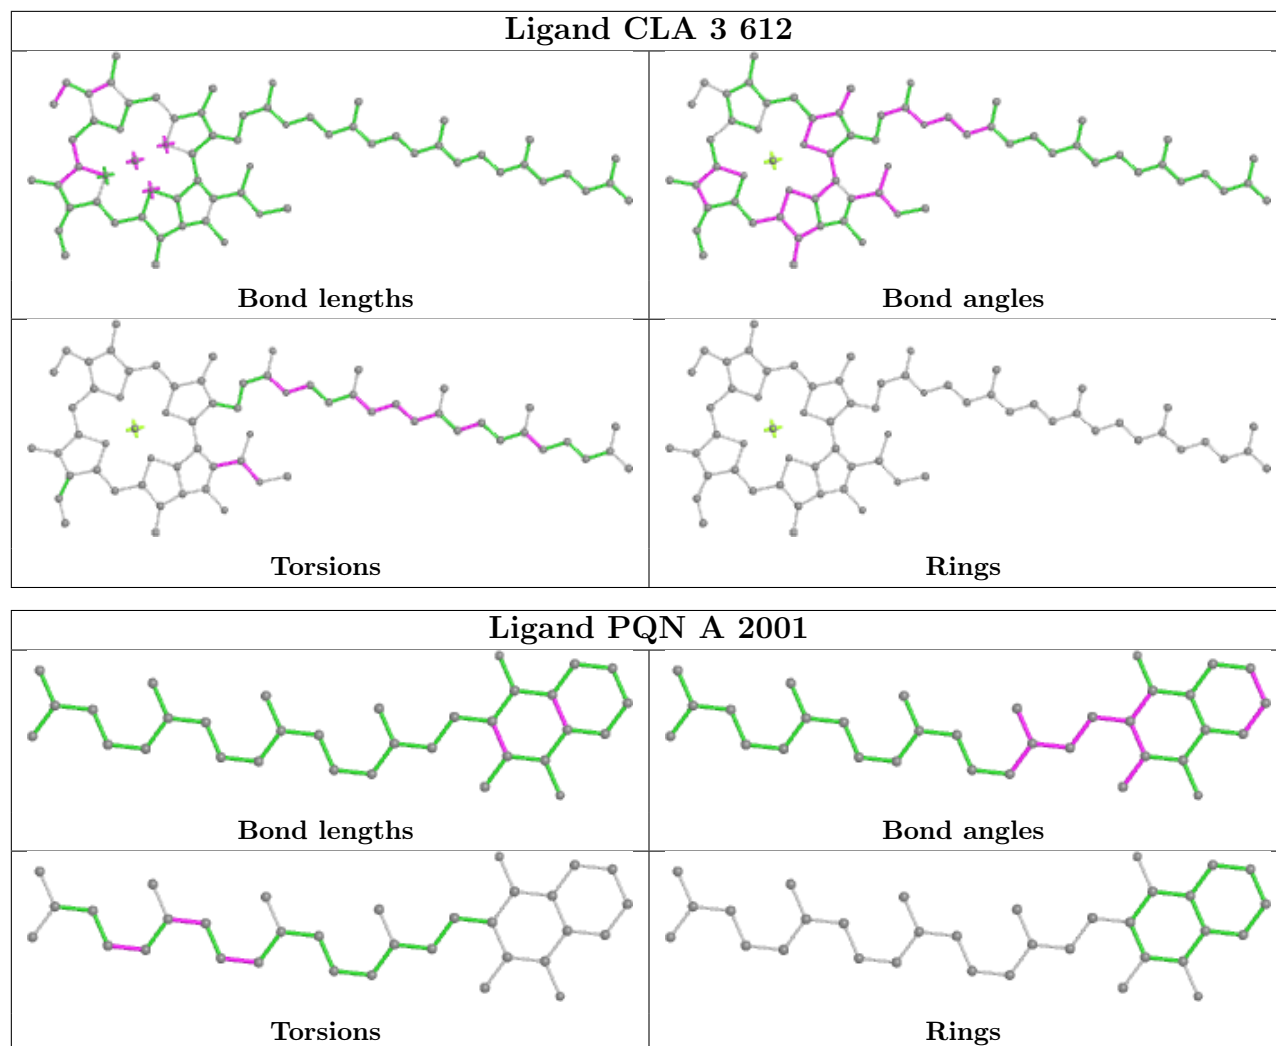 Ligand CLA 3 612
Bond lengths
Bond angles
Torsions
Rings
Ligand PQN A 2001
Bond lengths
Bond angles
Torsions
Rings